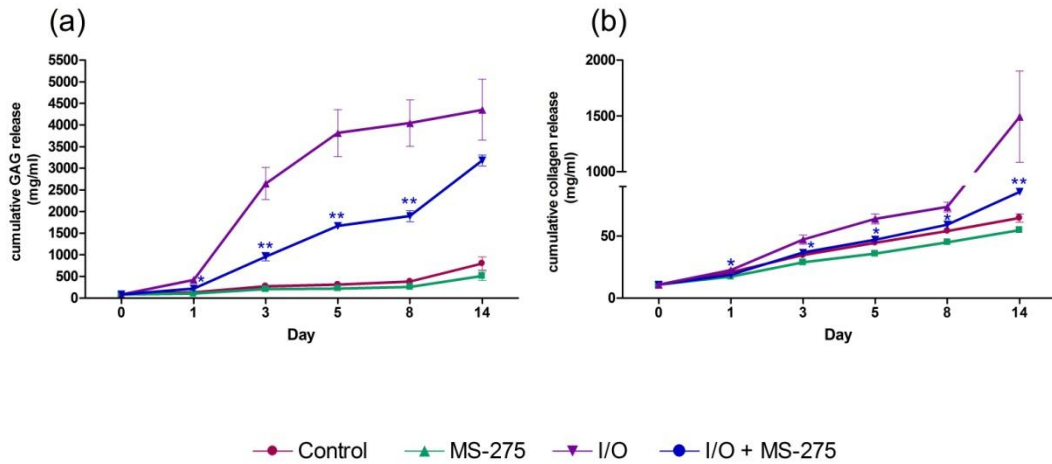 (a)
cumulative GAG release
(mg/ml)
5500
5000
4500
4000
3500
3000
2500
2000
1500
1000
500
0
*
**
**
**
0 1 3 5 8 14
Day
(b)
cumulative collagen release
(mg/ml)
2000
1500
1000
50
0
*
*
*
*
**
0 1 3 5 8 14
Day
Control MS-275 I/O I/O + MS-275